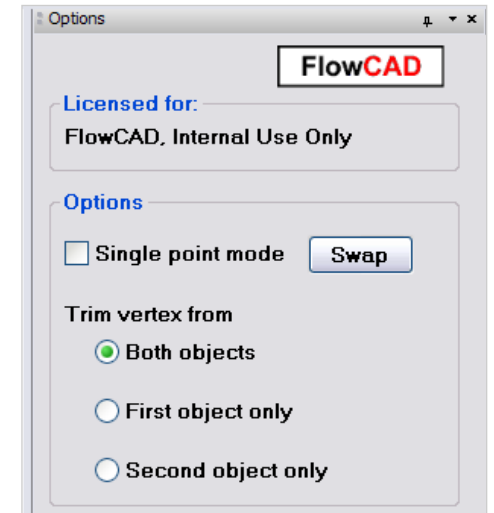 Options
FlowCAD
Licensed for:
FlowCAD, Internal Use Only
Options
Single point mode
Swap
Trim vertex from
Both objects
First object only
Second object only